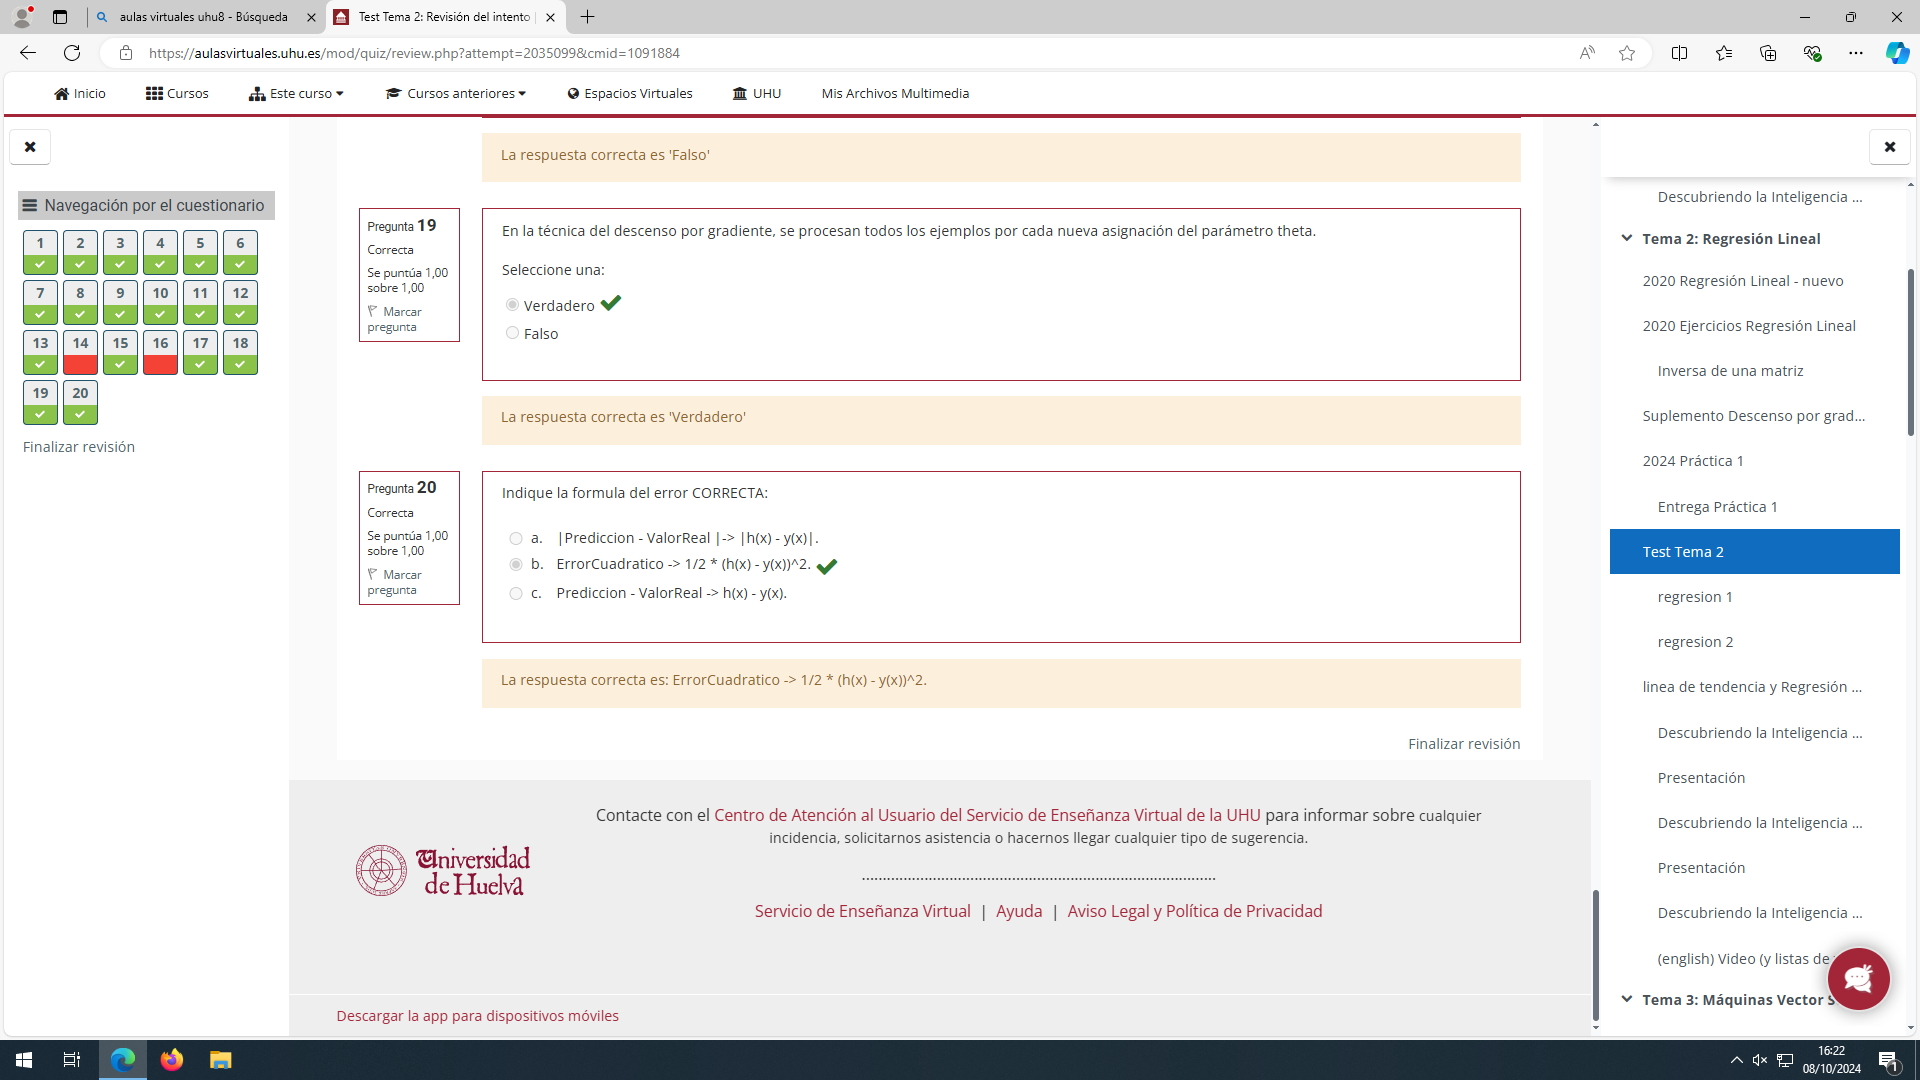 aulas virtuales uhu8 - Búsqueda
Test Tema 2: Revisión del intento
https://aulasvirtuales.uhu.es/mod/quiz/review.php?attempt=2035099&cmid=1091884
Inicio
Cursos
Este curso
Cursos anteriores
Espacios Virtuales
UHU
Mis Archivos Multimedia
Navegación por el cuestionario
1 2 3 4 5 6
7 8 9 10 11 12
13 14 15 16 17 18
19 20
Finalizar revisión
La respuesta correcta es 'Falso'
Pregunta 19
Correcta
Se puntúa 1,00
sobre 1,00
Marcar
pregunta
En la técnica del descenso por gradiente, se procesan todos los ejemplos por cada nueva asignación del parámetro theta.
Seleccione una:
Verdadero
Falso
La respuesta correcta es 'Verdadero'
Pregunta 20
Correcta
Se puntúa 1,00
sobre 1,00
Marcar
pregunta
Indique la formula del error CORRECTA:
a. |Prediccion - ValorReal |-> |h(x) - y(x)|.
b. ErrorCuadratico -> 1/2 * (h(x) - y(x))^2.
c. Prediccion - ValorReal -> h(x) - y(x).
La respuesta correcta es: ErrorCuadratico -> 1/2 * (h(x) - y(x))^2.
Finalizar revisión
Universidad
de Huelva
Contacte con el Centro de Atención al Usuario del Servicio de Enseñanza Virtual de la UHU para informar sobre cualquier
incidencia, solicitarnos asistencia o hacernos llegar cualquier tipo de sugerencia.
Servicio de Enseñanza Virtual | Ayuda | Aviso Legal y Política de Privacidad
Descargar la app para dispositivos móviles
Descubriendo la Inteligencia ...
Tema 2: Regresión Lineal
2020 Regresión Lineal - nuevo
2020 Ejercicios Regresión Lineal
Inversa de una matriz
Suplemento Descenso por grad...
2024 Práctica 1
Entrega Práctica 1
Test Tema 2
regresion 1
regresion 2
linea de tendencia y Regresión ...
Descubriendo la Inteligencia ...
Presentación
Descubriendo la Inteligencia ...
Presentación
Descubriendo la Inteligencia ...
(english) Video (y listas de
Tema 3: Máquinas Vector S
16:22
08/10/2024
1